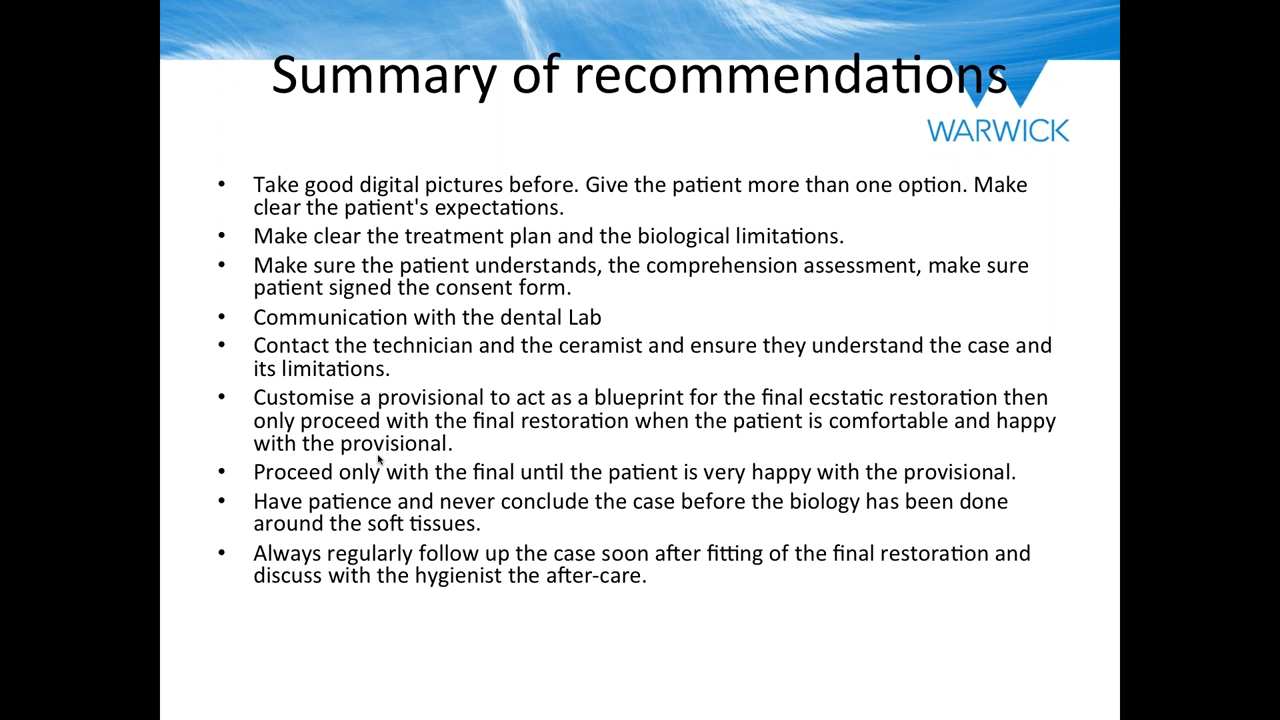 Summary of recommendations
WARWICK
• Take good digital pictures before. Give the patient more than one option. Make
clear the patient's expectations.
• Make clear the treatment plan and the biological limitations.
• Make sure the patient understands, the comprehension assessment, make sure
patient signed the consent form.
• Communication with the dental Lab
• Contact the technician and the ceramist and ensure they understand the case and
its limitations.
• Customise a provisional to act as a blueprint for the final ecstatic restoration then
only proceed with the final restoration when the patient is comfortable and happy
with the provisional.
• Proceed only with the final until the patient is very happy with the provisional.
• Have patience and never conclude the case before the biology has been done
around the soft tissues.
• Always regularly follow up the case soon after fitting of the final restoration and
discuss with the hygienist the after-care.